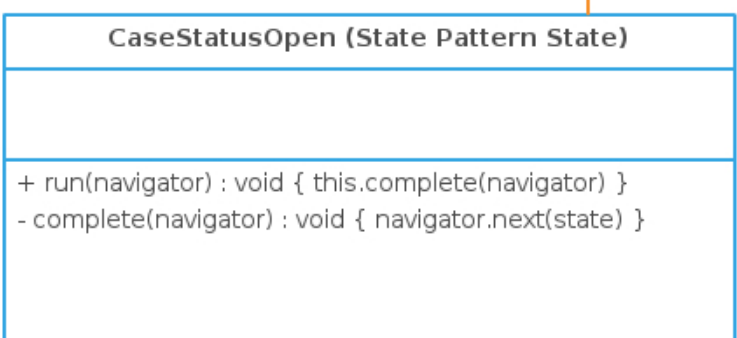 CaseStatusOpen (State Pattern State)
+ run(navigator) : void { this.complete(navigator) }
- complete(navigator) : void { navigator.next(state) }